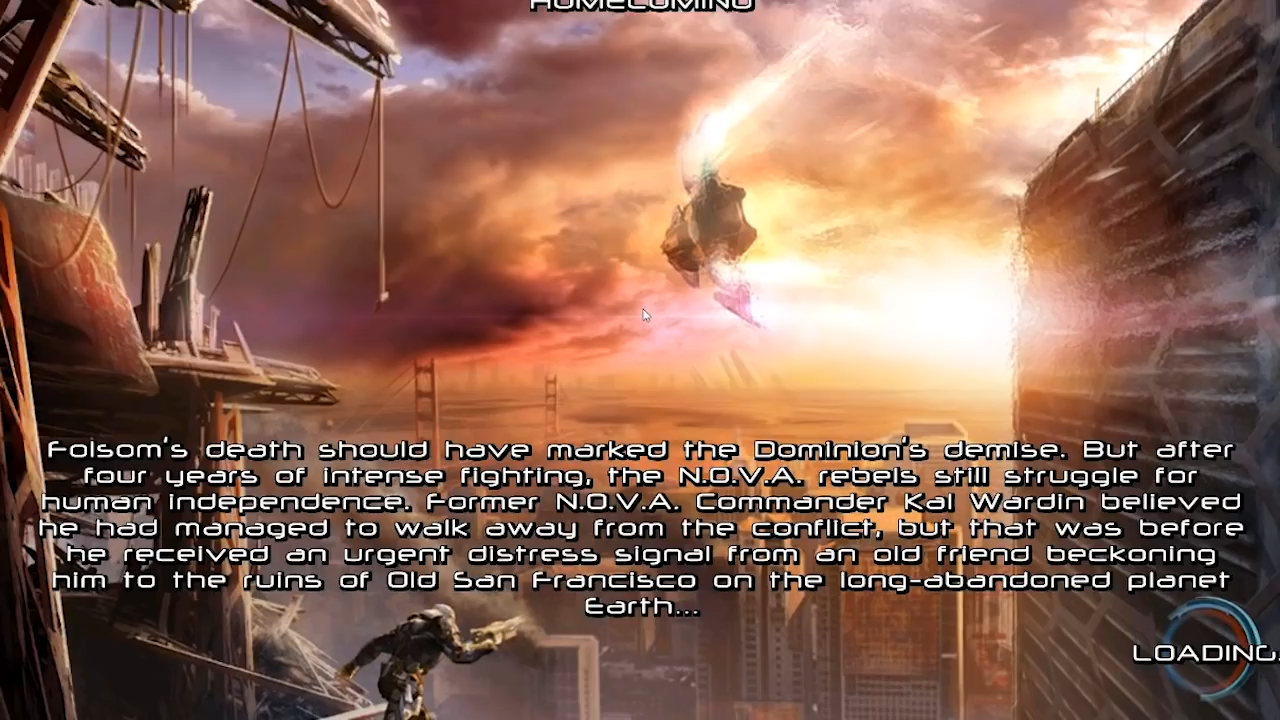 HOMECOMING
Folsom's death should have marked the Dominion's demise. But after
four years of intense fighting, the N.O.V.A. rebels still struggle for
human independence. Former N.O.V.A. Commander Kal Wardin believed
he had managed to walk away from the conflict, but that was before
he received an urgent distress signal from an old friend beckoning
him to the ruins of Old San Francisco on the long-abandoned planet
Earth...
LOADING.